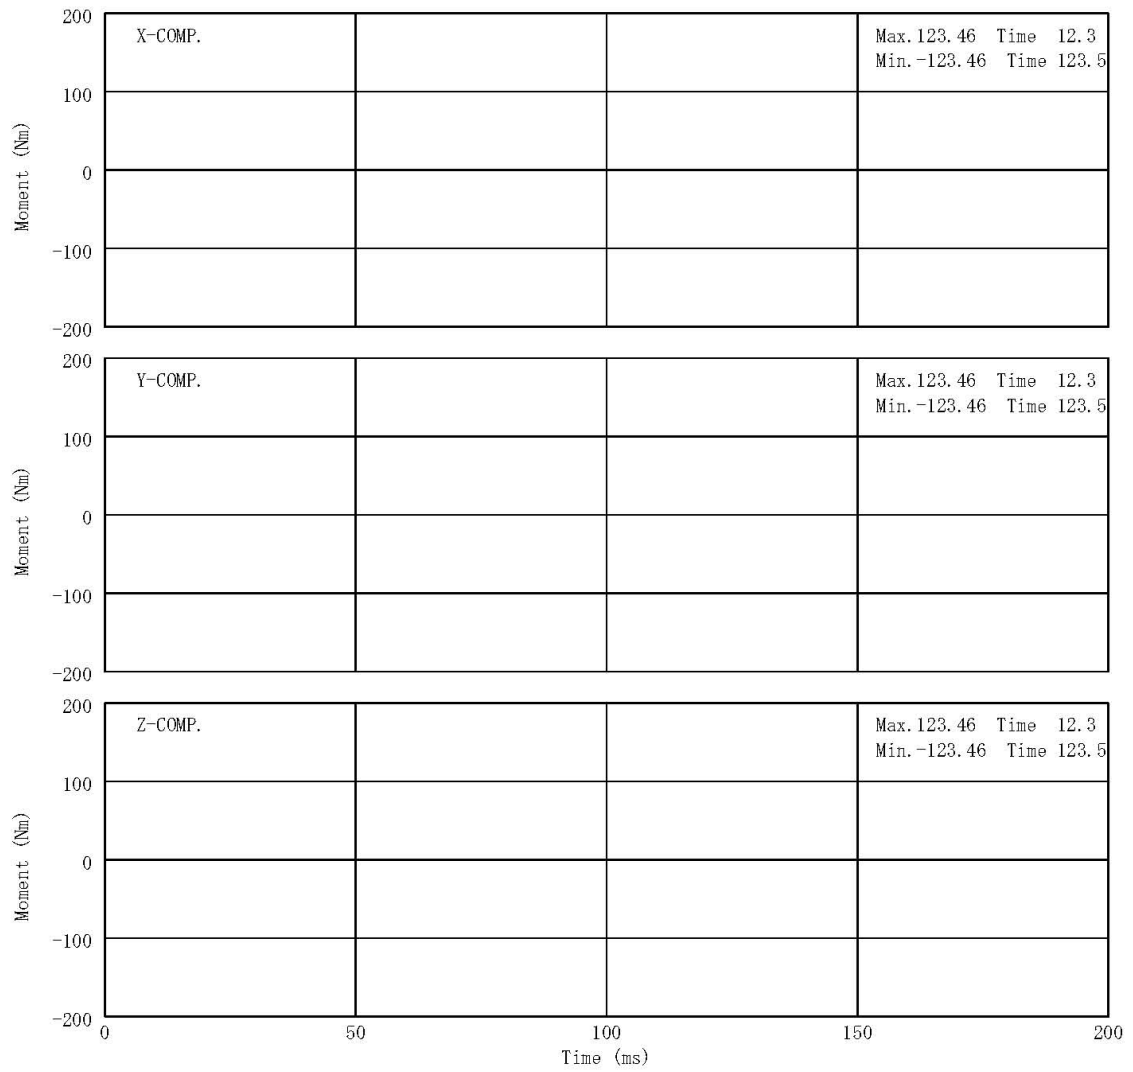 200
X-COMP.
Max.123.46 Time 12.3
Min.-123.46 Time 123.5
100
Moment (Nm)
0
-100
-200
200
Y-COMP.
Max.123.46 Time 12.3
Min.-123.46 Time 123.5
100
Moment (Nm)
0
-100
-200
200
Z-COMP.
Max.123.46 Time 12.3
Min.-123.46 Time 123.5
100
Moment (Nm)
0
-100
-200
0 50 100 150 200
Time (ms)